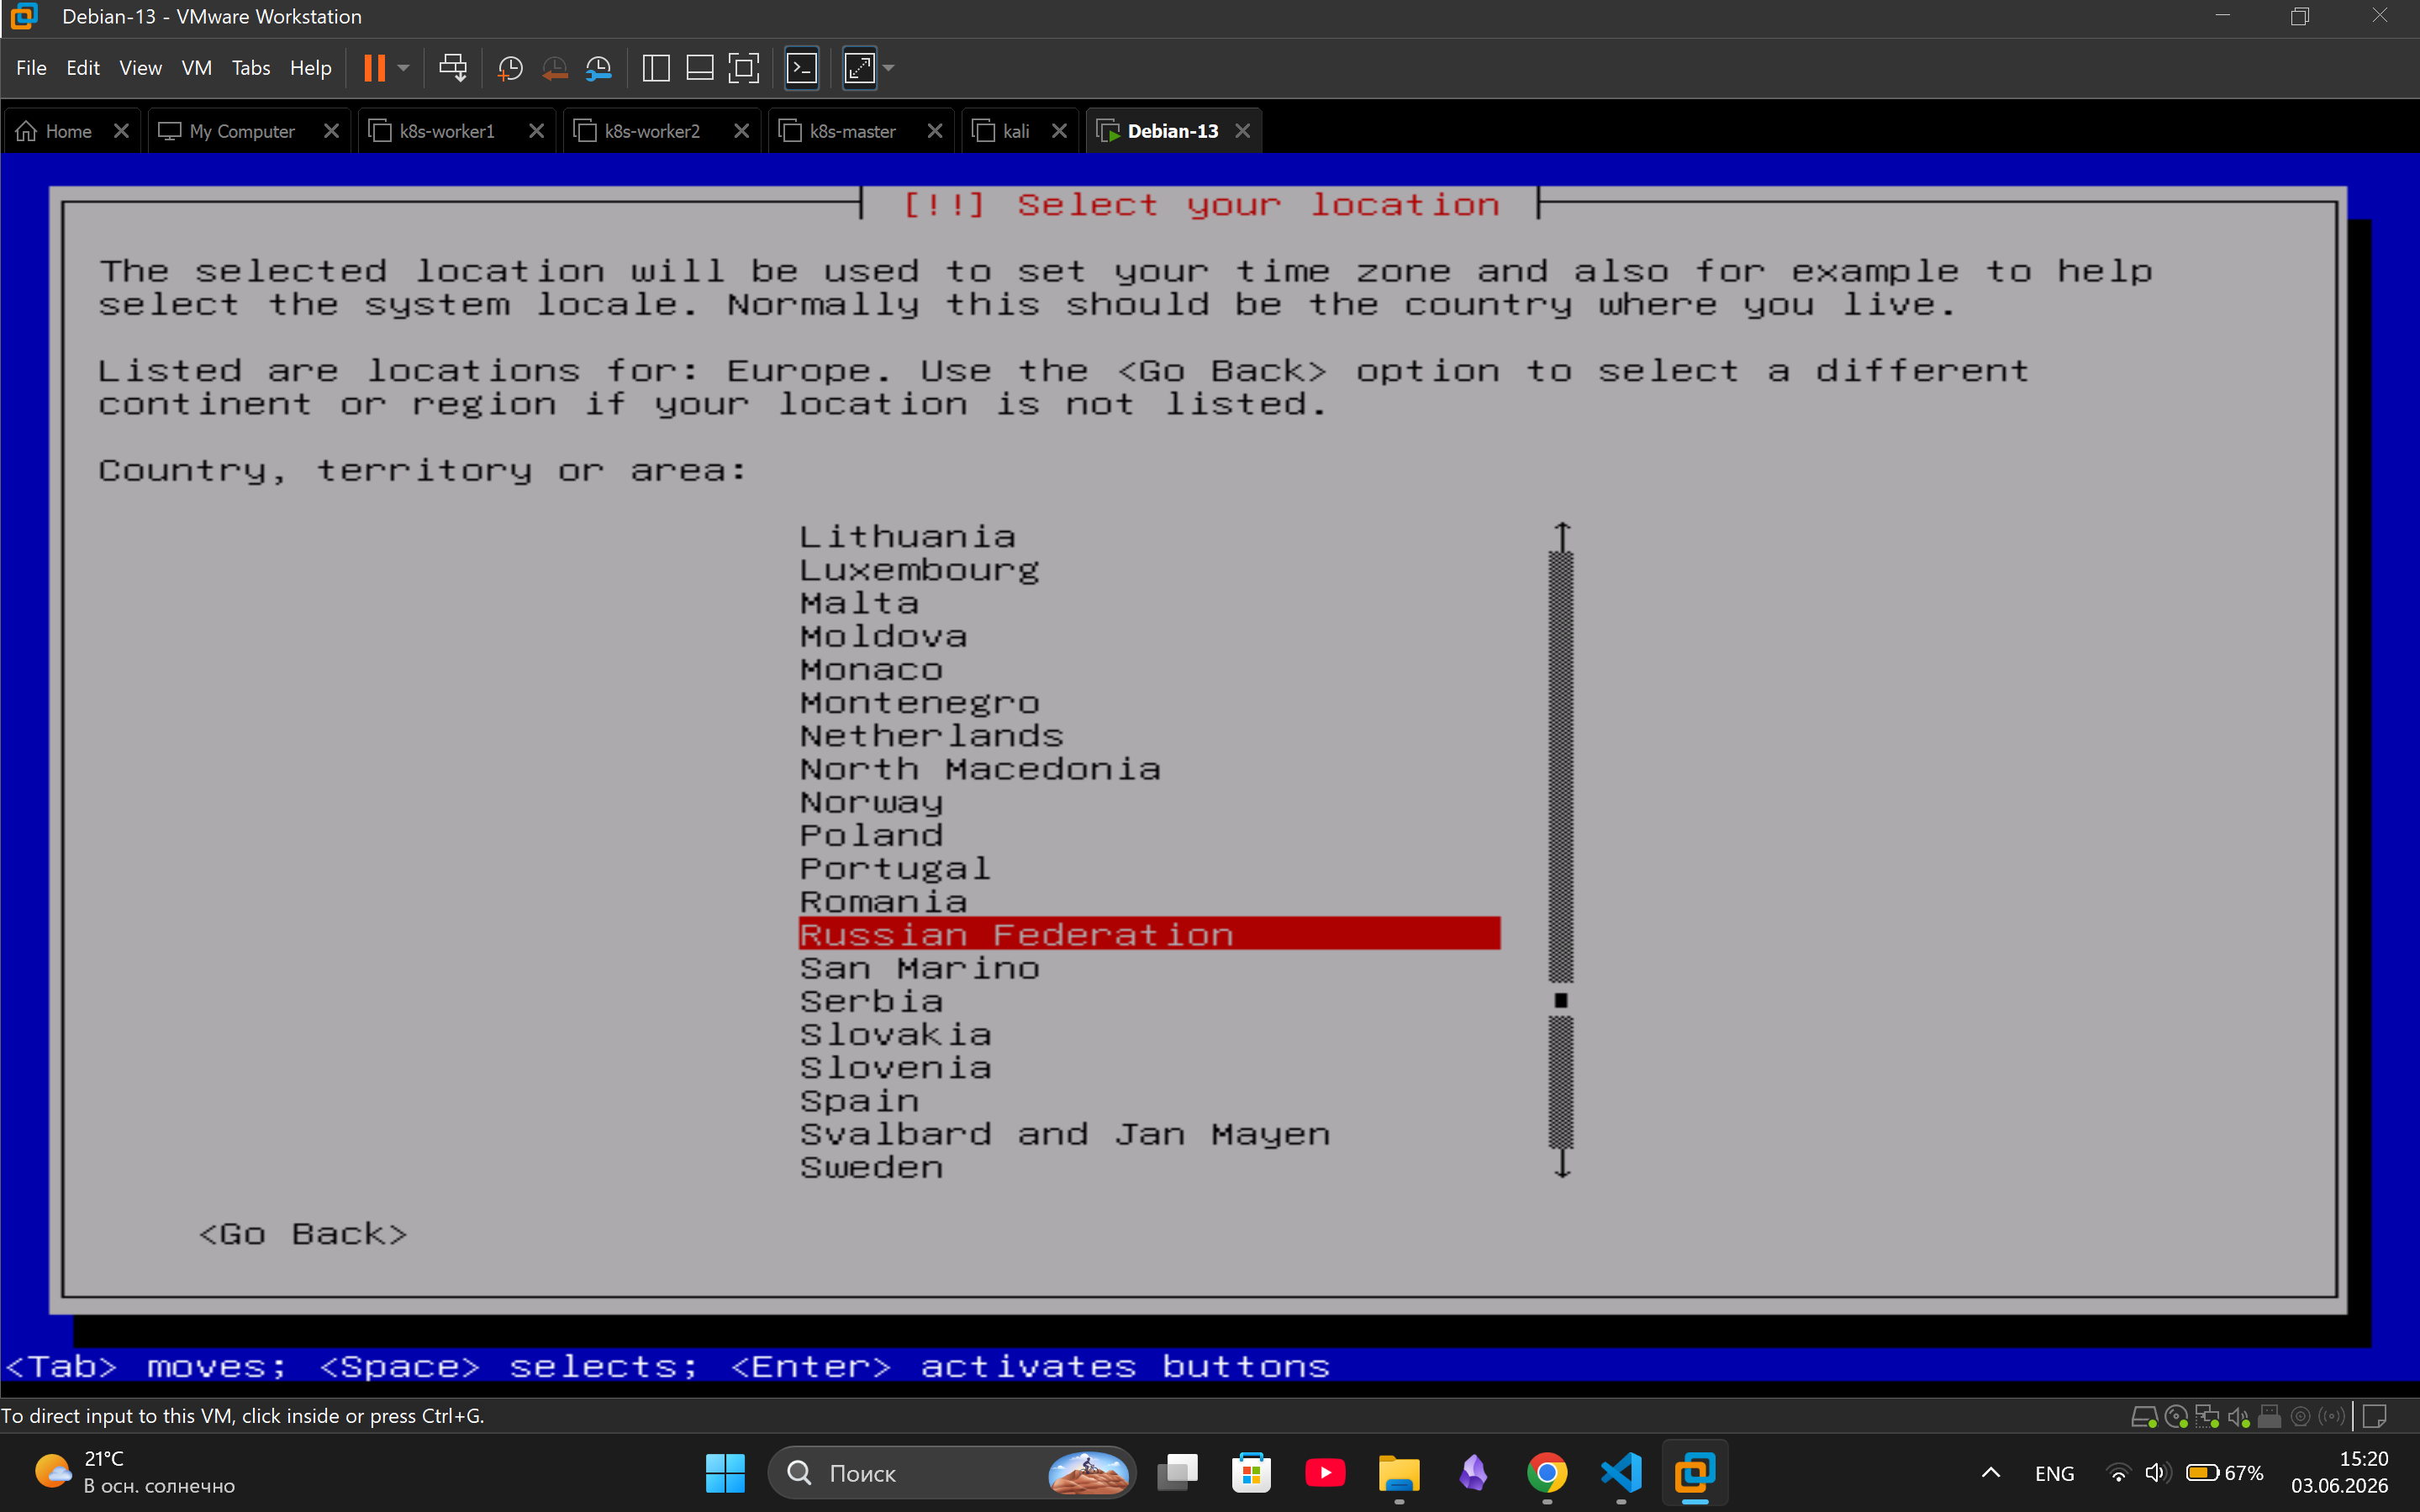 Debian-13 - VMware Workstation
File Edit View VM Tabs Help
Home My Computer k8s-worker1 k8s-worker2 k8s-master kali Debian-13
[!!] Select your location
The selected location will be used to set your time zone and also for example to help
select the system locale. Normally this should be the country where you live.
Listed are locations for: Europe. Use the <Go Back> option to select a different
continent or region if your location is not listed.
Country, territory or area:
Lithuania
Luxembourg
Malta
Moldova
Monaco
Montenegro
Netherlands
North Macedonia
Norway
Poland
Portugal
Romania
Russian Federation
San Marino
Serbia
Slovakia
Slovenia
Spain
Svalbard and Jan Mayen
Sweden
<Go Back>
<Tab> moves; <Space> selects; <Enter> activates buttons
To direct input to this VM, click inside or press Ctrl+G.
21°C
В осн. солнечно
Поиск
ENG
67%
15:20
03.06.2026